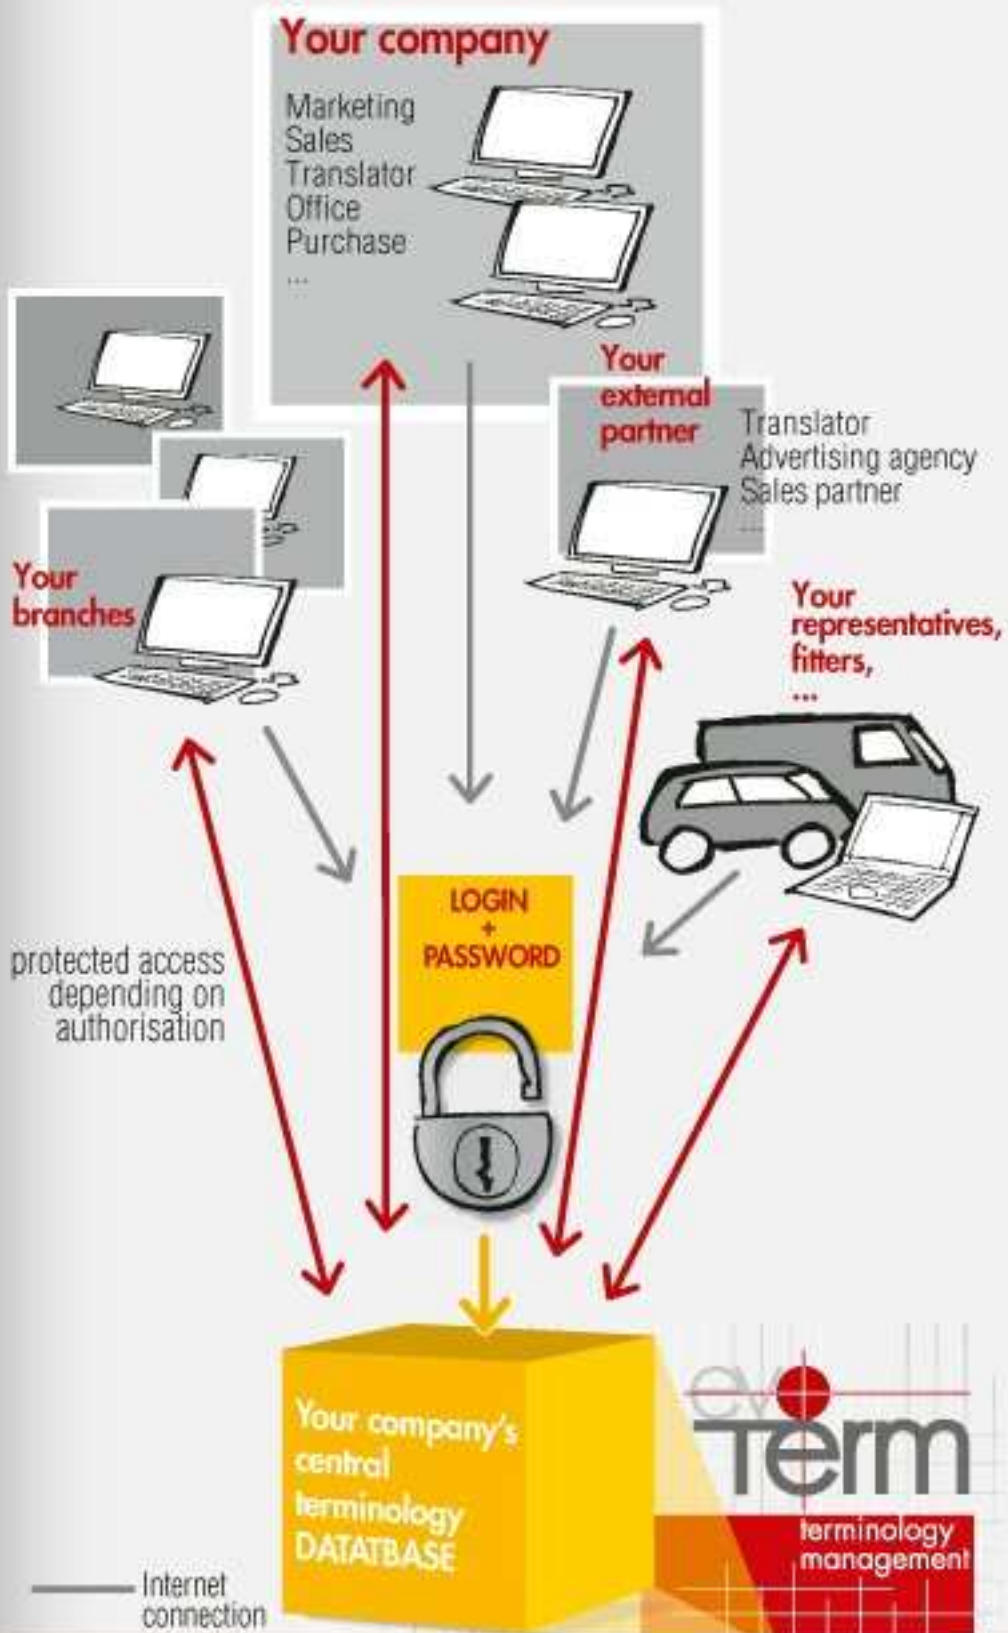 Your company
Marketing
Sales
Translator
Office
Purchase
...
Your
external
partner
Translator
Advertising agency
Sales partner
...
Your
branches
Your
representatives,
fitters,
...
LOGIN
+
PASSWORD
protected access
depending on
authorisation
Your company's
central
terminology
DATATBASE
cv
Term
terminology
management
Internet
connection